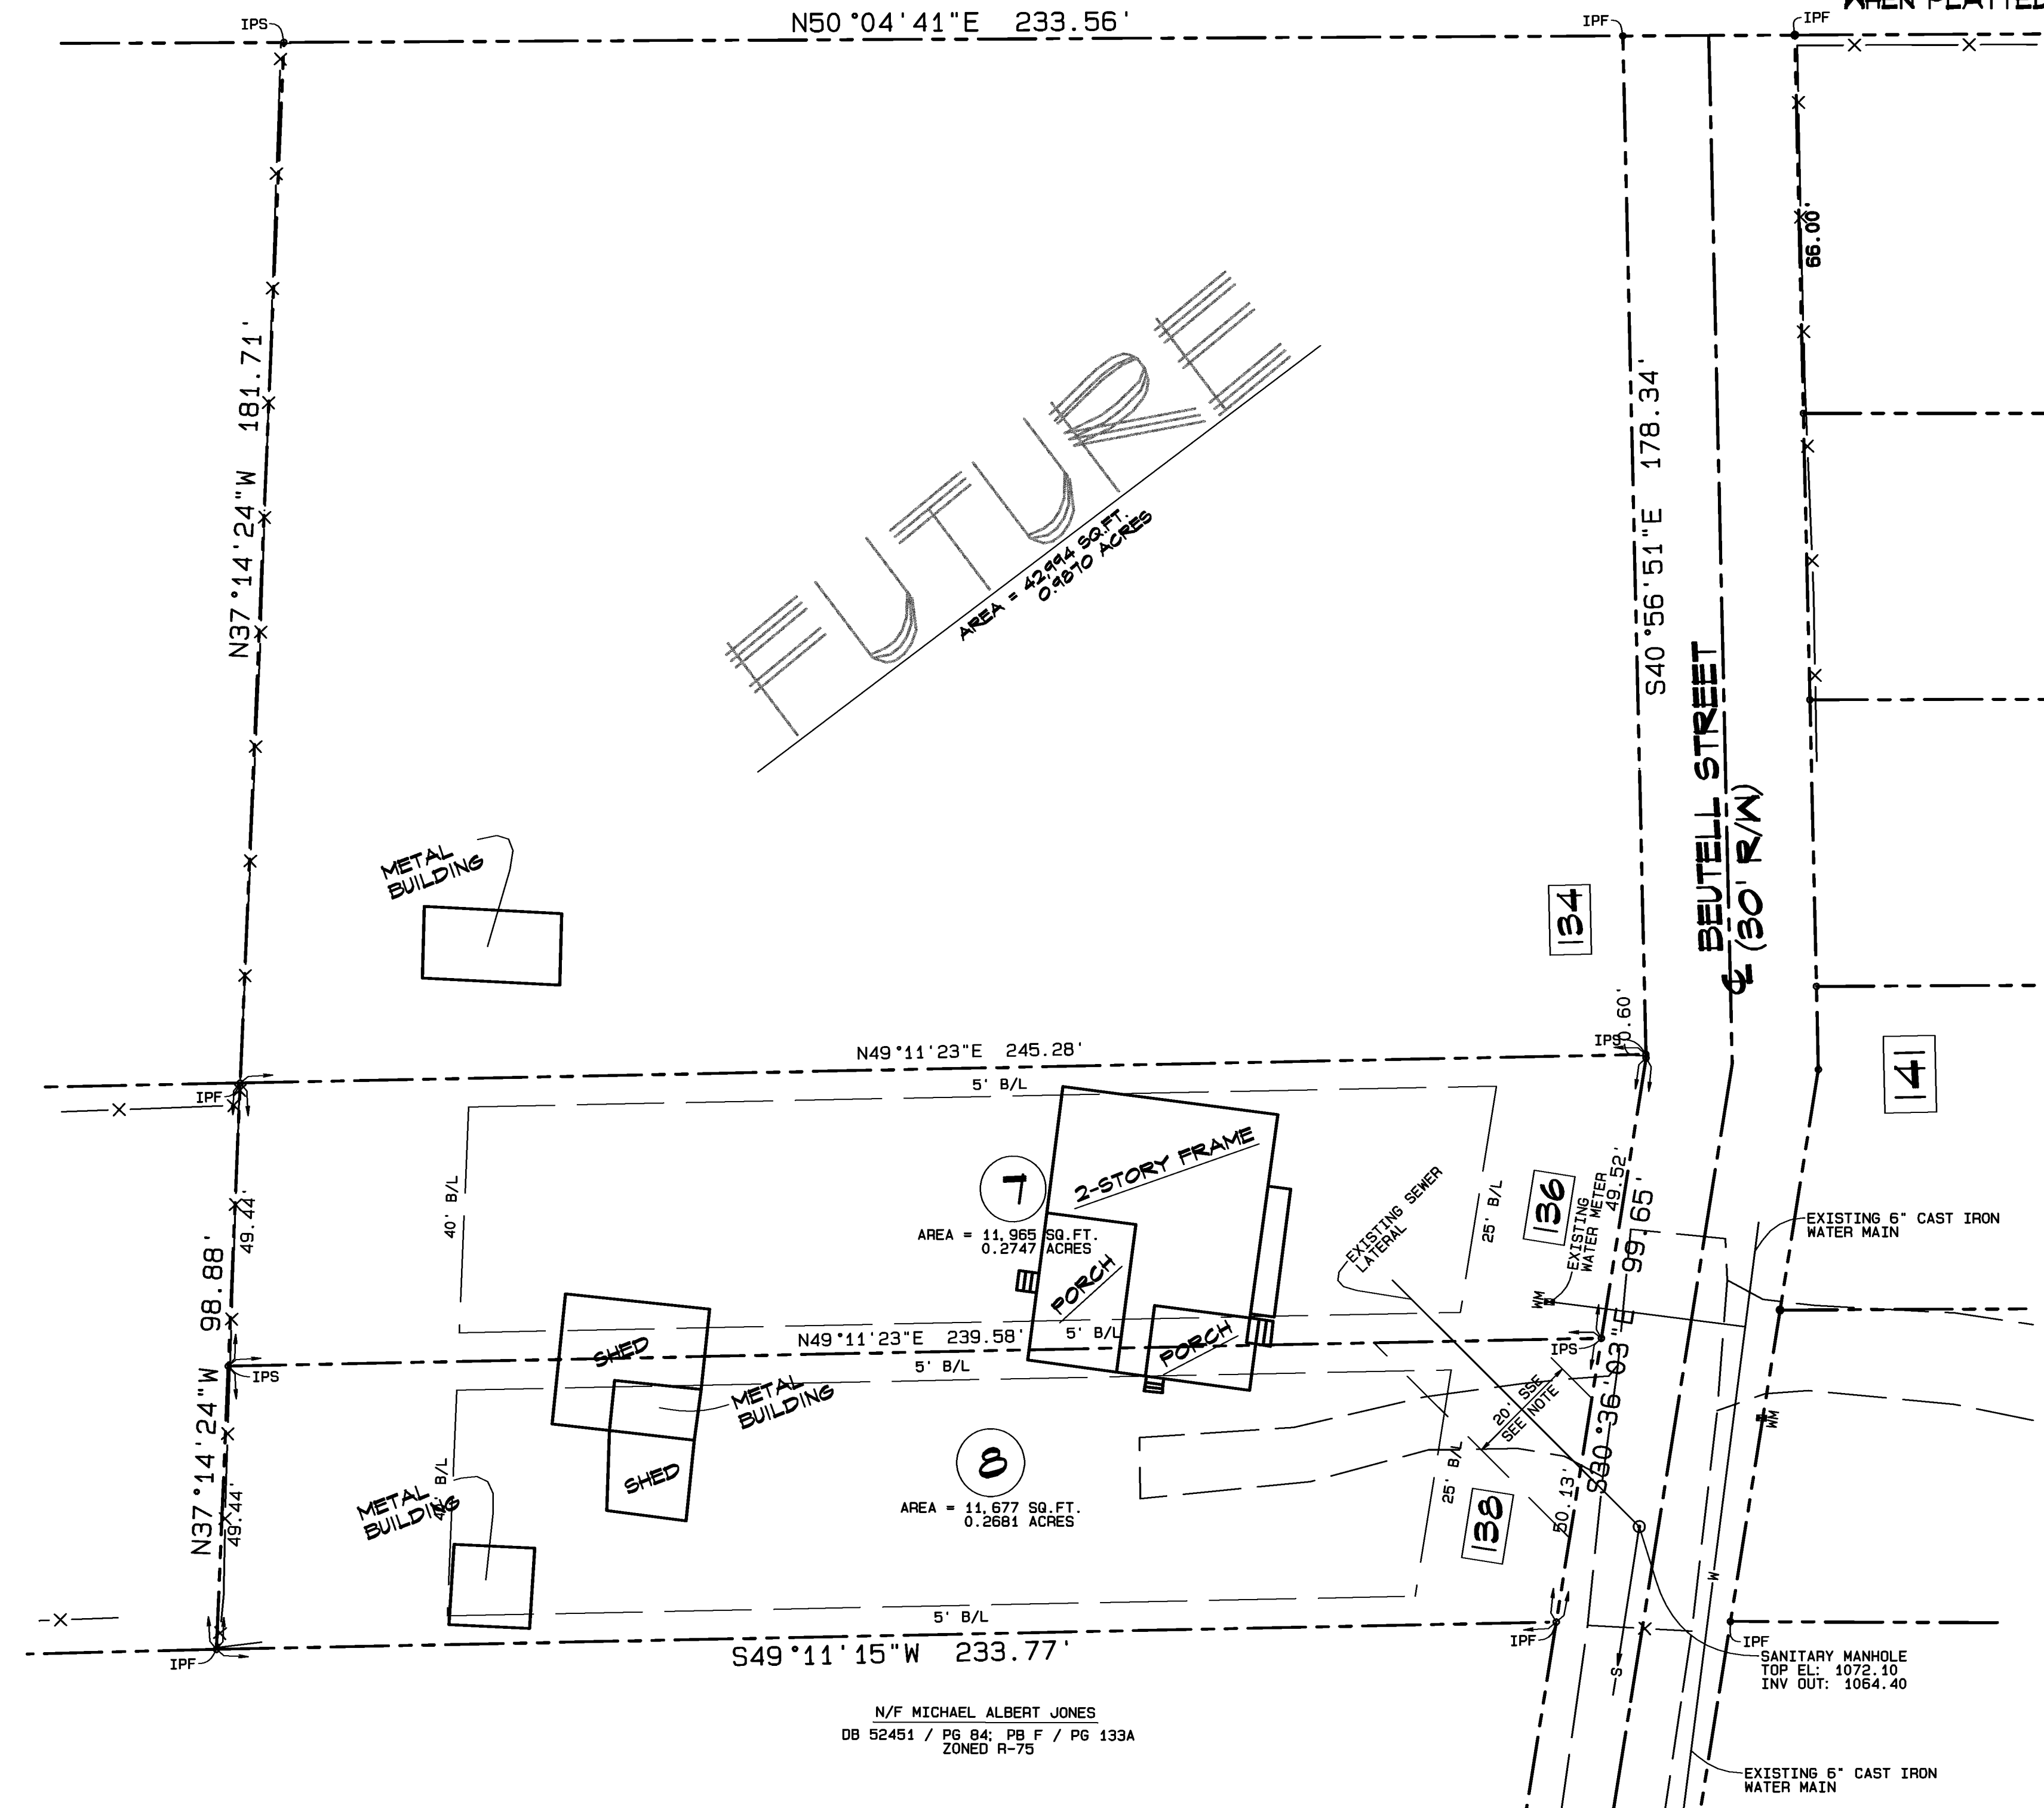 WHEN PLATTED
IPS
N50°04'41"E 233.56'
IPF
IPF
66.00'
N37°14'24"W 181.71'
S40°56'51"E 178.34'
FUTURE
AREA = 42,994 SQ.FT.
0.9870 ACRES
BEUTELL STREET
℄ (30' R/W)
METAL
BUILDING
134
0.60'
IPS
N49°11'23"E 245.28'
5' B/L
141
IPF
40' B/L
7
AREA = 11,965 SQ.FT.
0.2747 ACRES
2-STORY FRAME
PORCH
PORCH
EXISTING SEWER
LATERAL
25' B/L
136
EXISTING
WATER METER
49.52'
99.65'
S30°36'03"E
WM
EXISTING 6" CAST IRON
WATER MAIN
49.44'
N37°14'24"W 98.88'
N49°11'23"E 239.58'
5' B/L
5' B/L
IPS
IPS
SHED
METAL
BUILDING
SHED
8
AREA = 11,677 SQ.FT.
0.2681 ACRES
20' SSE
SEE NOTE
WM
25' B/L
138
50.13'
49.44'
B/L
METAL
BUILDING
W
5' B/L
IPF
S49°11'15"W 233.77'
IPF
IPF
S
SANITARY MANHOLE
TOP EL: 1072.10
INV OUT: 1064.40
N/F MICHAEL ALBERT JONES
DB 52451 / PG 84; PB F / PG 133A
ZONED R-75
EXISTING 6" CAST IRON
WATER MAIN